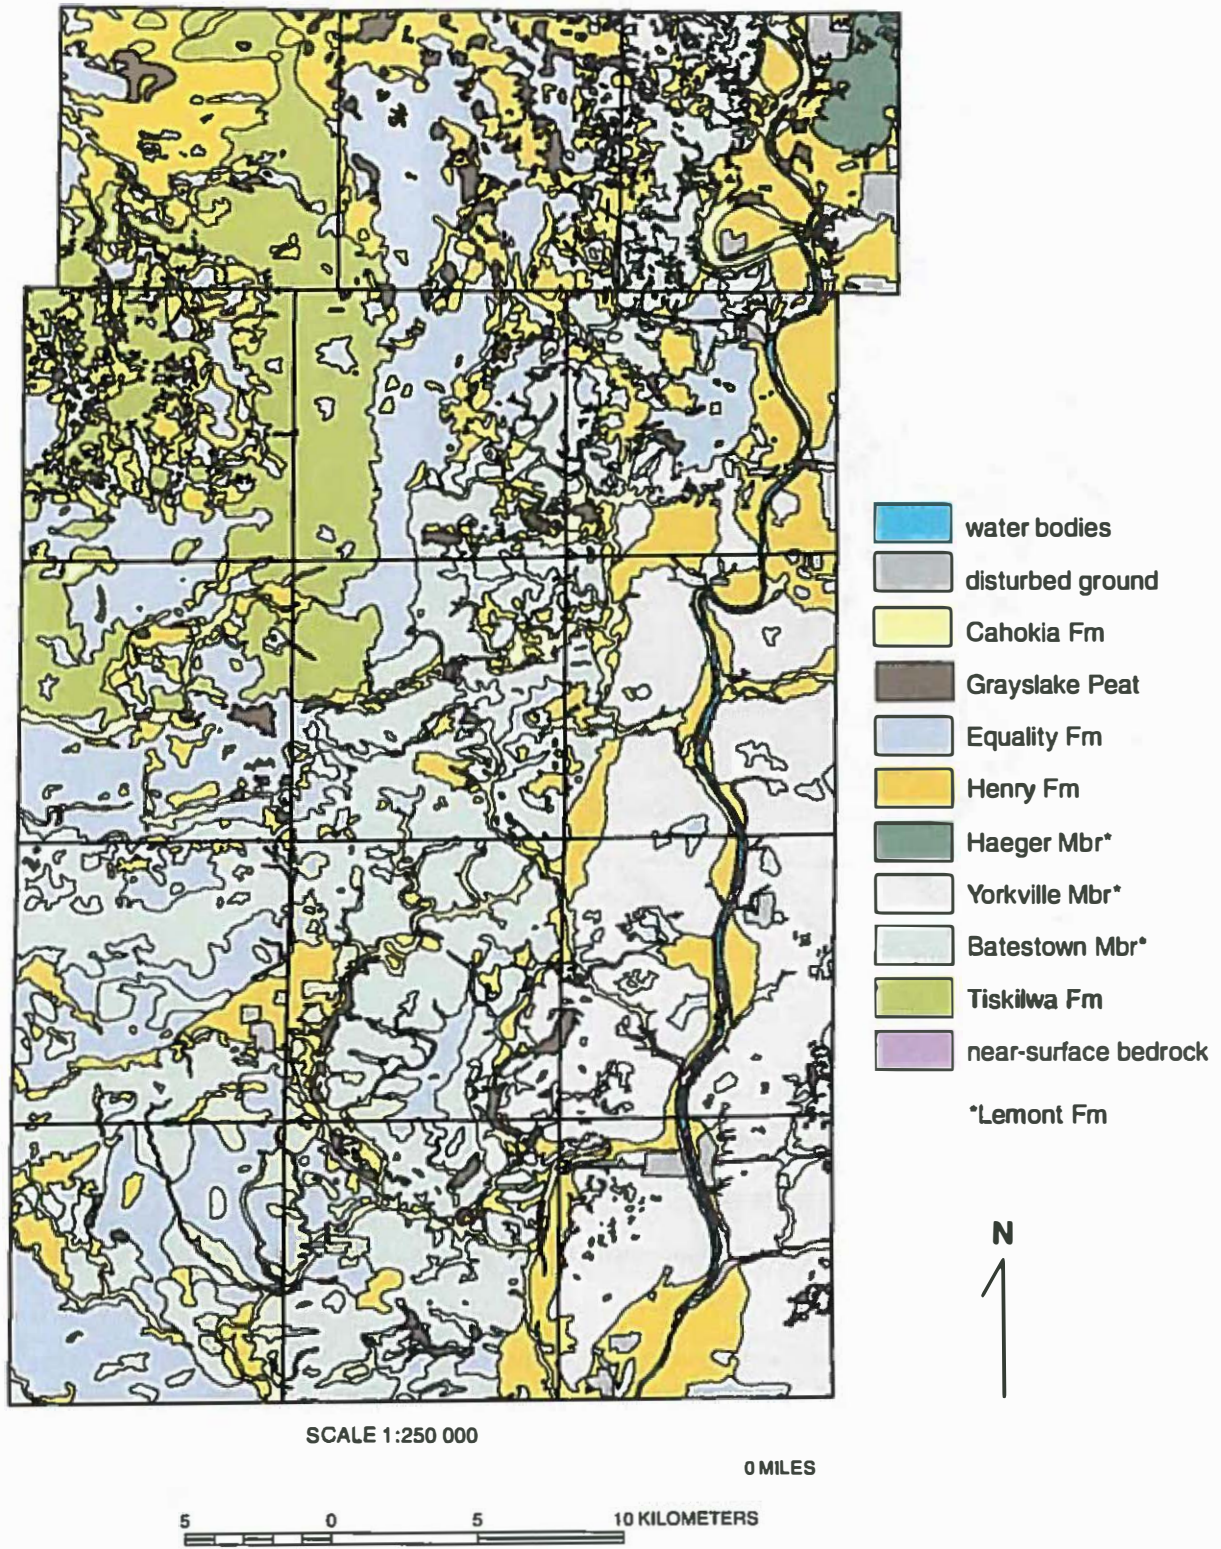 water bodies
disturbed ground
Cahokia Fm
Grayslake Peat
Equality Fm
Henry Fm
Haeger Mbr*
Yorkville Mbr*
Batestown Mbr*
Tiskilwa Fm
near-surface bedrock
*Lemont Fm
N
SCALE 1:250 000
0 MILES
5 0 5 10 KILOMETERS